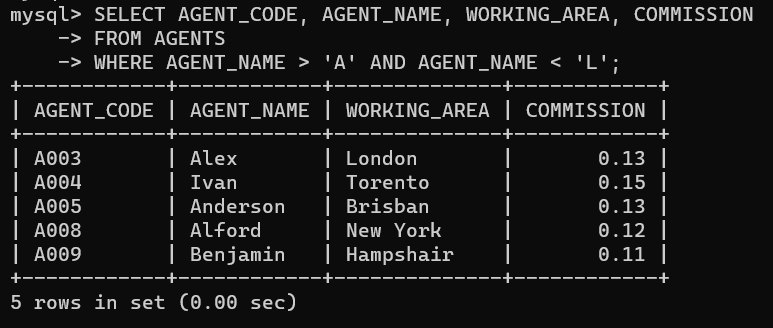 mysql> SELECT AGENT_CODE, AGENT_NAME, WORKING_AREA, COMMISSION
    -> FROM AGENTS
    -> WHERE AGENT_NAME > 'A' AND AGENT_NAME < 'L';
+------------+------------+--------------+------------+
| AGENT_CODE | AGENT_NAME | WORKING_AREA | COMMISSION |
+------------+------------+--------------+------------+
| A003       | Alex       | London       |       0.13 |
| A004       | Ivan       | Torento      |       0.15 |
| A005       | Anderson   | Brisban      |       0.13 |
| A008       | Alford     | New York     |       0.12 |
| A009       | Benjamin   | Hampshair    |       0.11 |
+------------+------------+--------------+------------+
5 rows in set (0.00 sec)